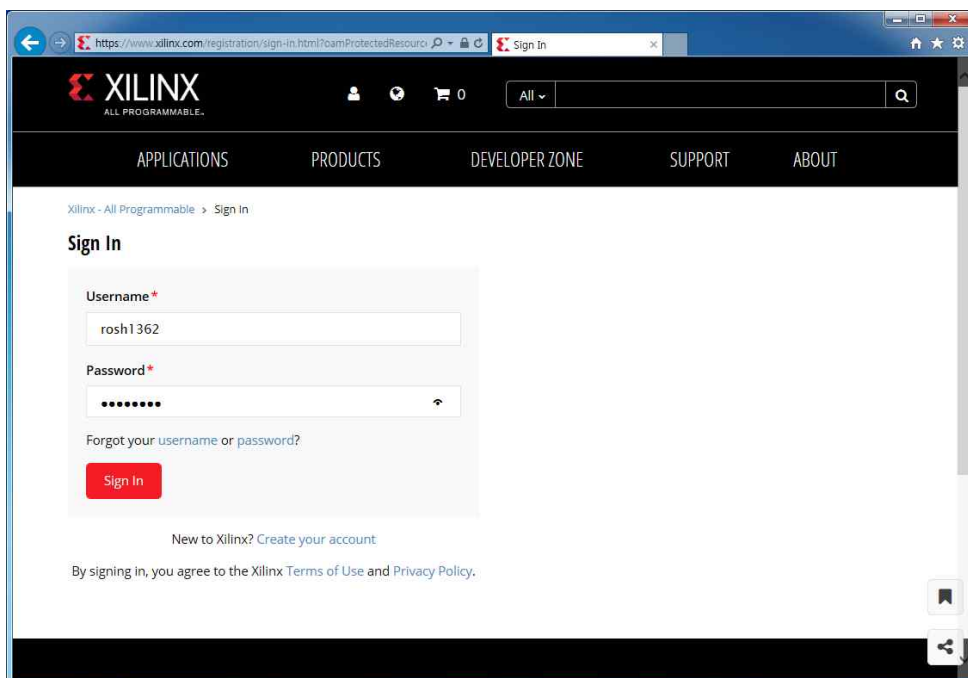 https://www.xilinx.com/registration/sign-in.html?oamProtectedResourc
Sign In
XILINX
ALL PROGRAMMABLE™
0
All
APPLICATIONS PRODUCTS DEVELOPER ZONE SUPPORT ABOUT
Xilinx - All Programmable > Sign In
Sign In
Username*
rosh1362
Password*
••••••••
Forgot your username or password?
Sign In
New to Xilinx? Create your account
By signing in, you agree to the Xilinx Terms of Use and Privacy Policy.